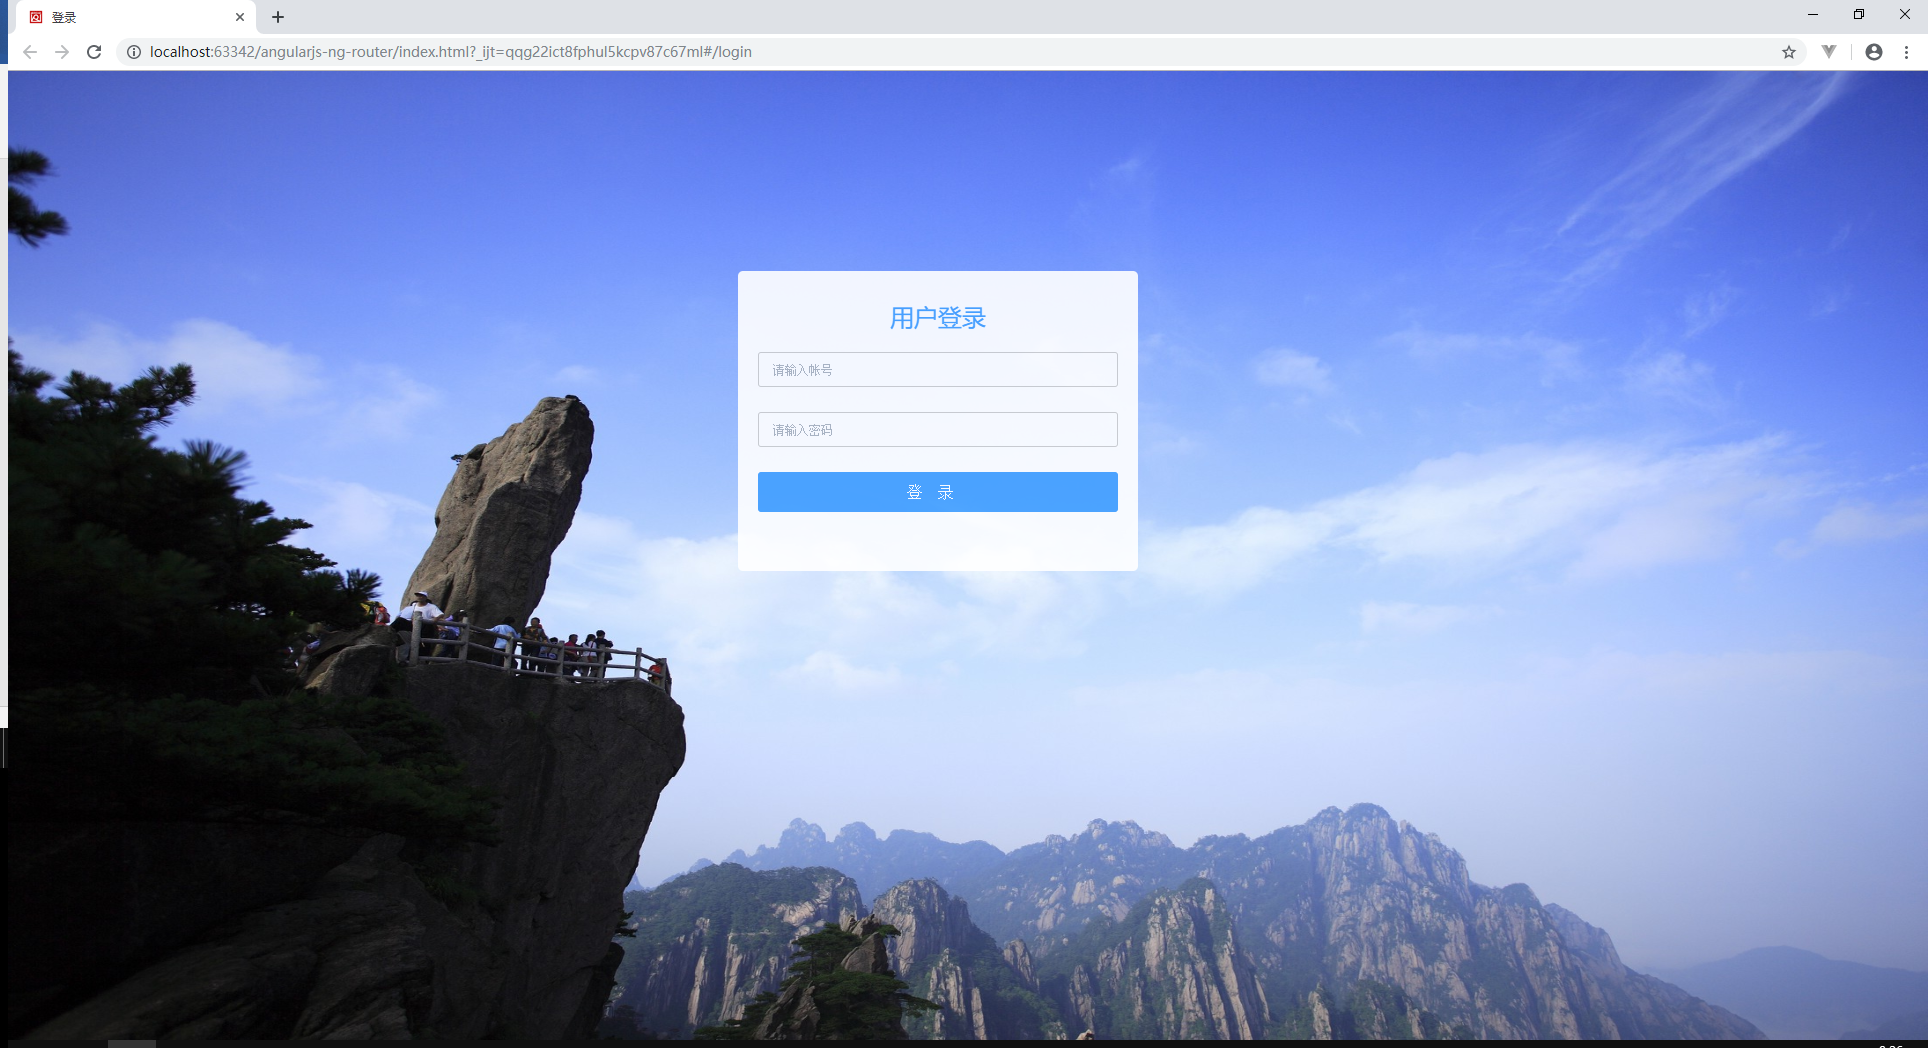 登录
localhost:63342/angularjs-ng-router/index.html?_ijt=qqg22ict8fphul5kcpv87c67ml#/login
用户登录
请输入帐号
请输入密码
登 录